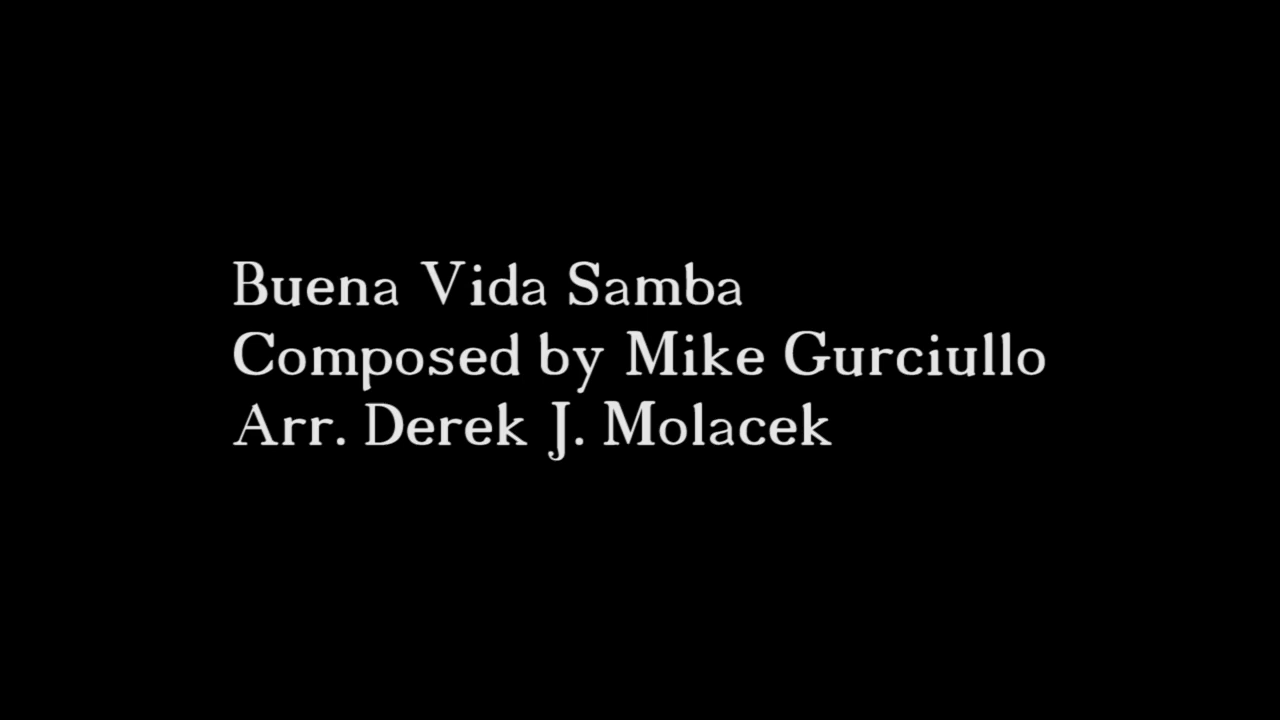 Buena Vida Samba
Composed by Mike Gurciullo
Arr. Derek J. Molacek